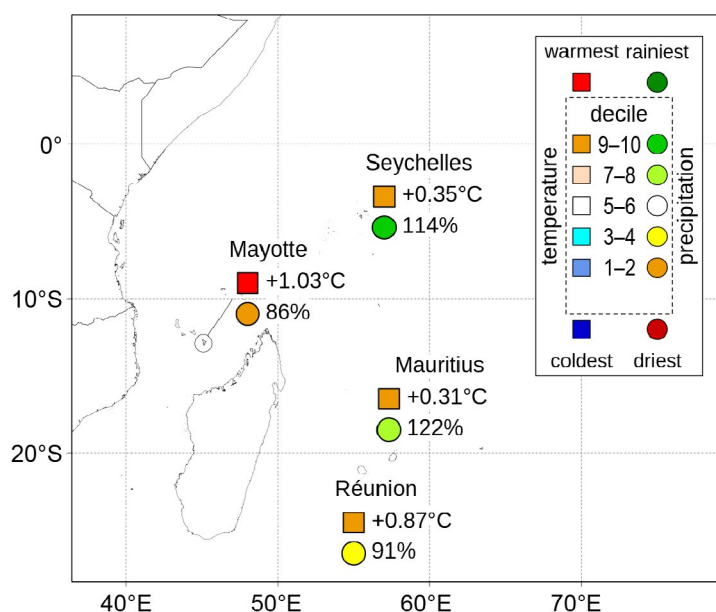 warmest rainiest
decile
9–10
7–8
5–6
3–4
1–2
temperature
precipitation
coldest driest
0°
10°S
20°S
Seychelles
+0.35°C
114%
Mayotte
+1.03°C
86%
Mauritius
+0.31°C
122%
Réunion
+0.87°C
91%
40°E 50°E 60°E 70°E